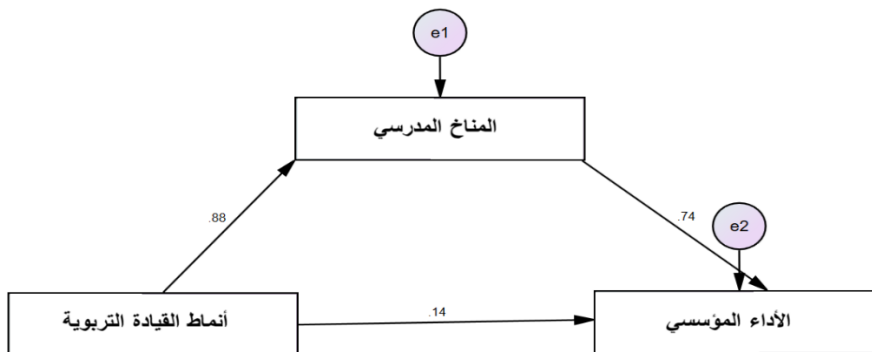 e1
المناخ المدرسي
.88
.74
e2
أنماط القيادة التربوية
.14
الأداء المؤسسي